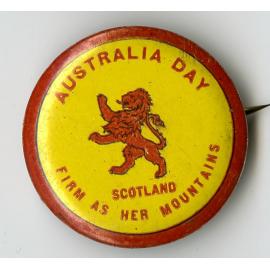 AUSTRALIA DAY
SCOTLAND
FIRM AS HER MOUNTAINS